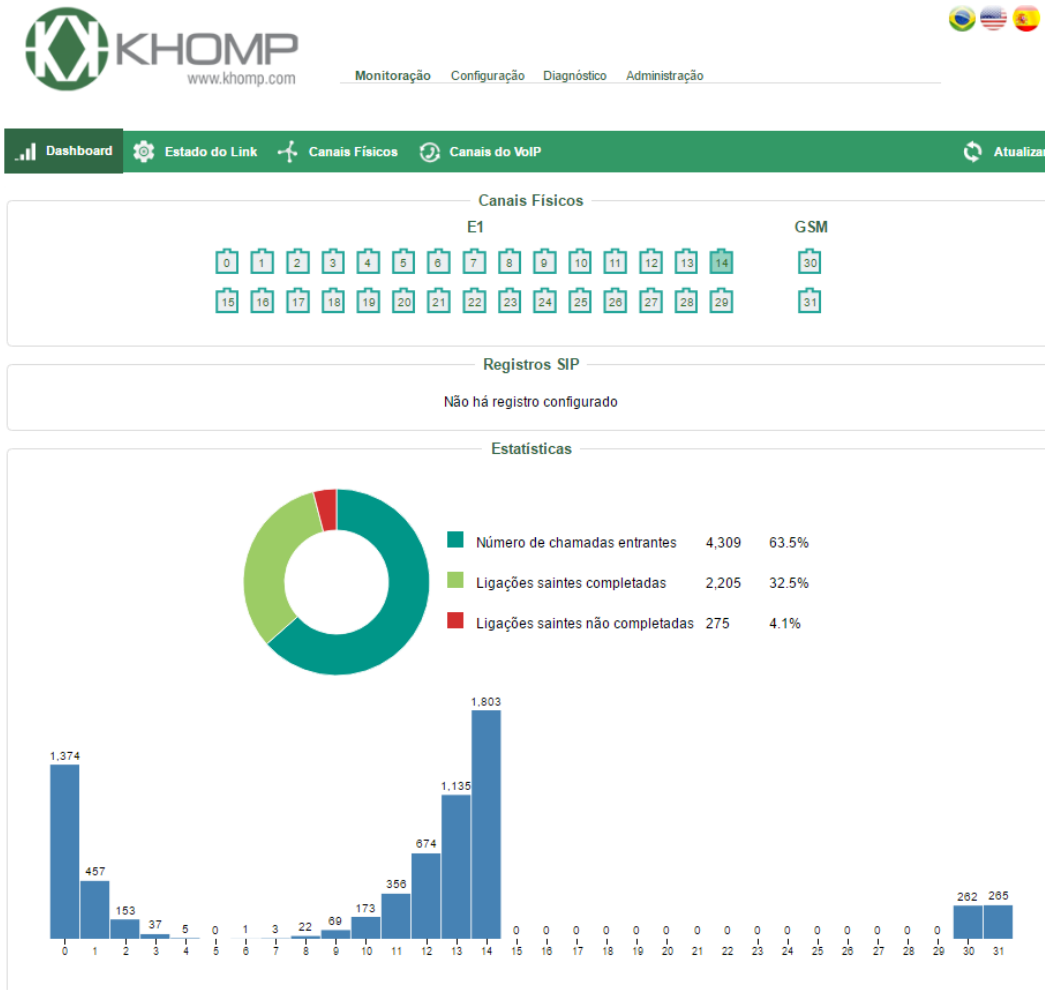 KHOMP
www.khomp.com
Monitoração Configuração Diagnóstico Administração
Dashboard Estado do Link Canais Físicos Canais do VoIP Atualizar
Canais Físicos
E1 GSM
0 1 2 3 4 5 6 7 8 9 10 11 12 13 14 30
15 16 17 18 19 20 21 22 23 24 25 26 27 28 29 31
Registros SIP
Não há registro configurado
Estatísticas
Número de chamadas entrantes 4,309 63.5%
Ligações saintes completadas 2,205 32.5%
Ligações saintes não completadas 275 4.1%
1,374 457 153 37 5 0 1 3 22 69 173 356 674 1,135 1,803 0 0 0 0 0 0 0 0 0 0 0 0 0 0 0 262 265
0 1 2 3 4 5 6 7 8 9 10 11 12 13 14 15 16 17 18 19 20 21 22 23 24 25 26 27 28 29 30 31